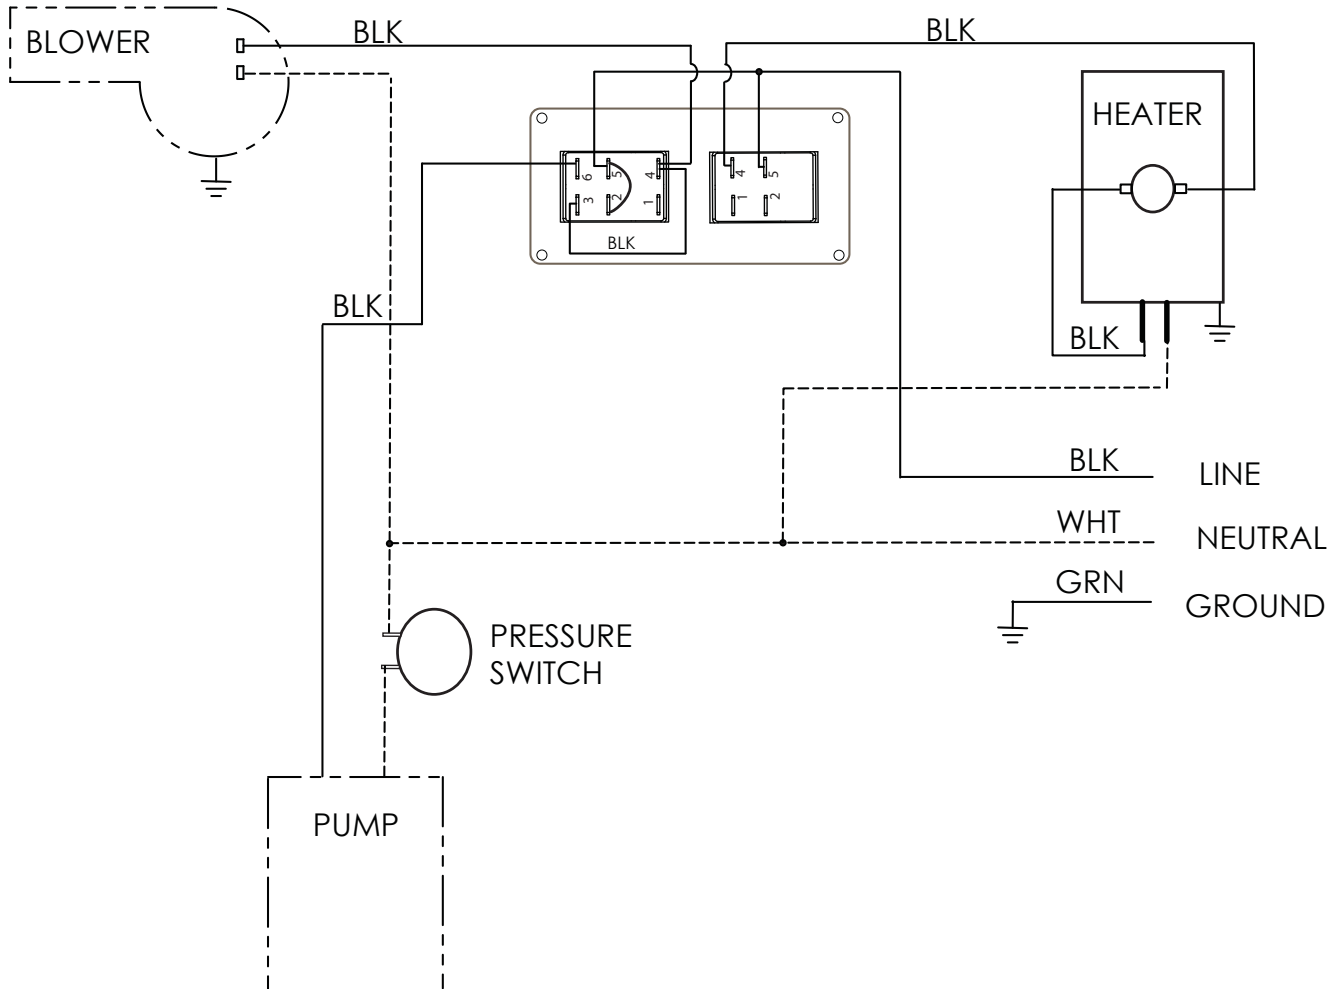 BLOWER
BLK
BLK
HEATER
6
5
4
3
2
1
4
5
1
2
BLK
BLK
BLK
BLK
LINE
WHT
NEUTRAL
GRN
GROUND
PRESSURE
SWITCH
PUMP